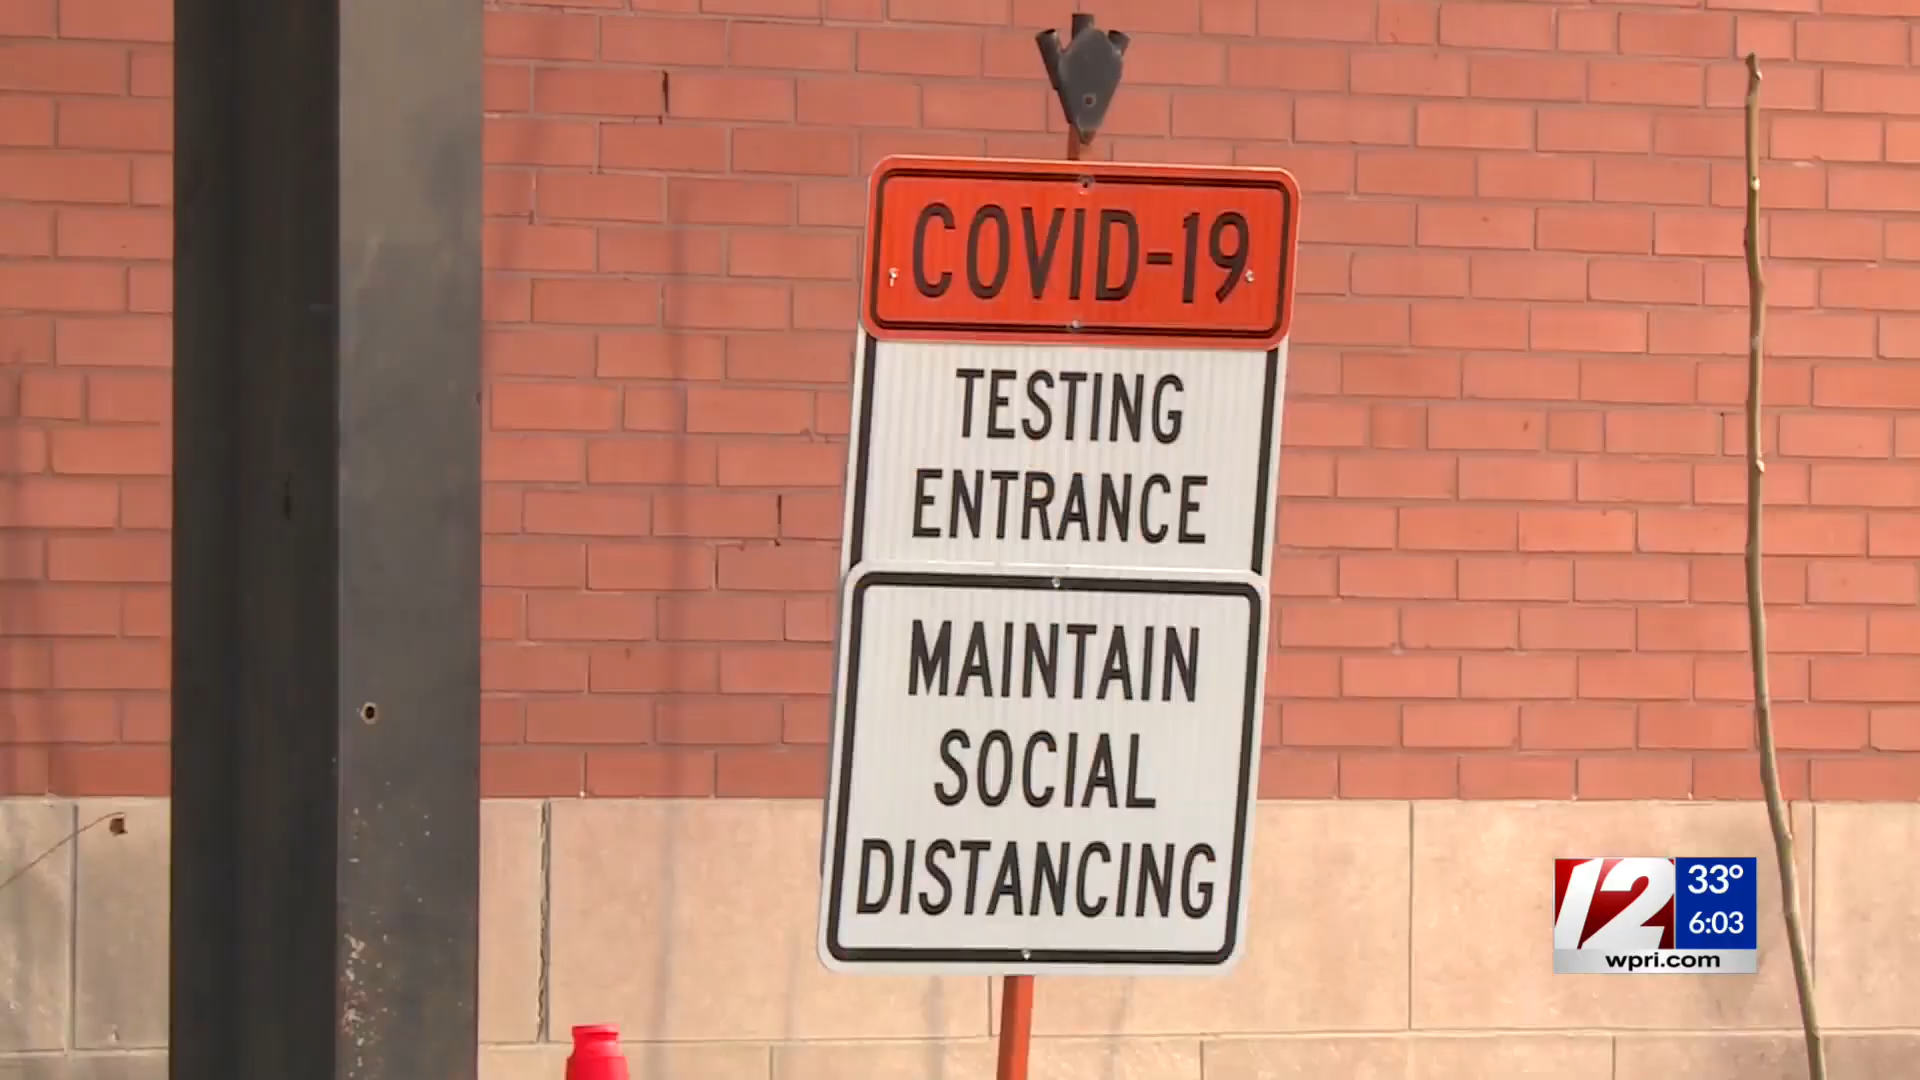 COVID-19
TESTING
ENTRANCE
MAINTAIN
SOCIAL
DISTANCING
12
33°
6:03
wpri.com